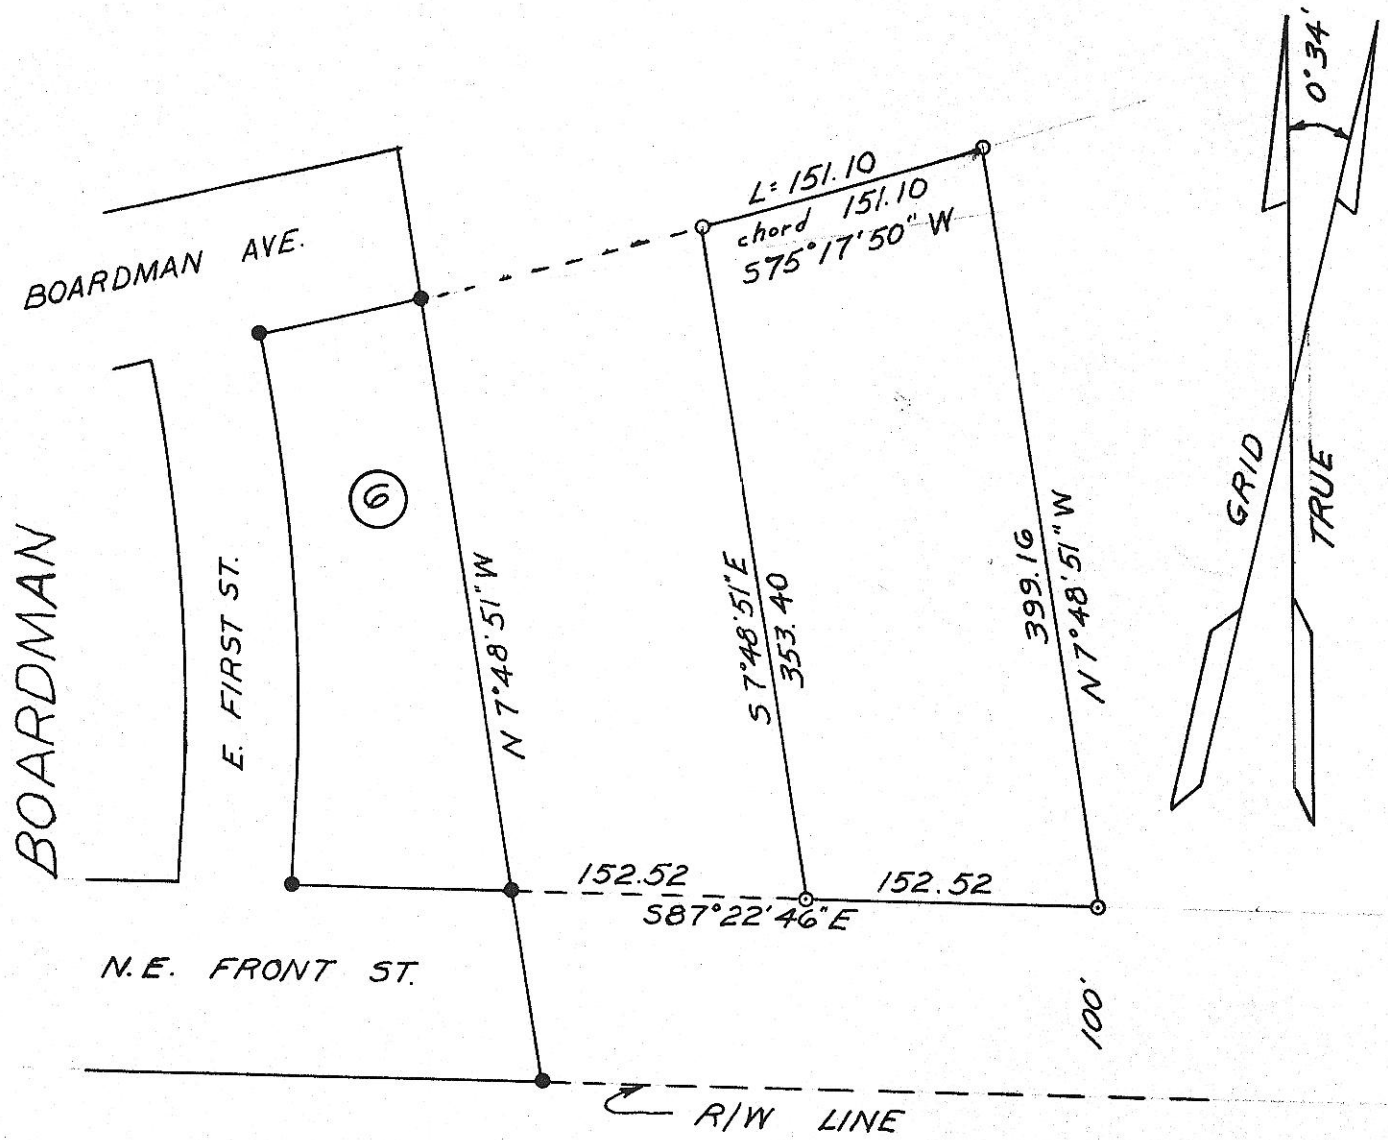 0°34'
L= 151.10
chord 151.10
S75°17'50" W
BOARDMAN AVE.
6
GRID
TRUE
BOARDMAN
E. FIRST ST.
N 7°48'51" W
S 7°48'51" E
353.40
399.16
N 7°48'51" W
152.52
S87°22'46" E
152.52
N.E. FRONT ST.
100'
R/W LINE